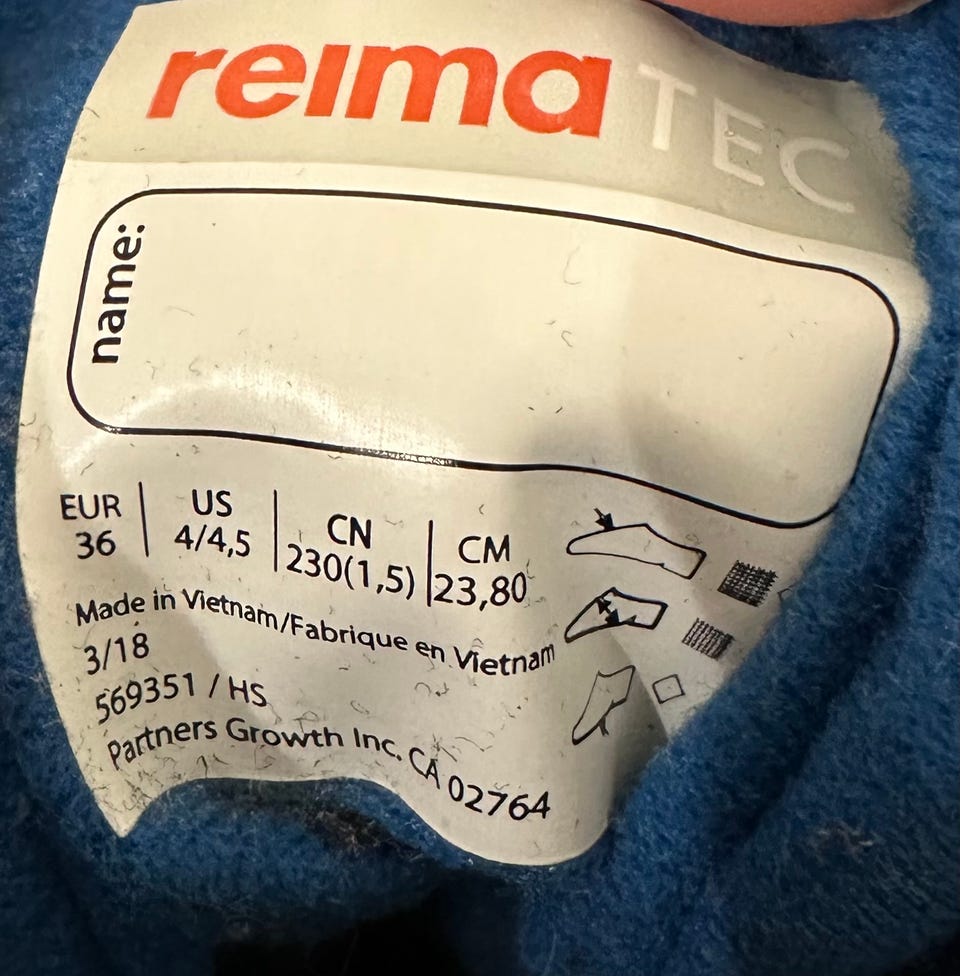 reima TEC
name:
EUR US CN CM
36 4/4,5 230(1,5) 23,80
Made in Vietnam/Fabrique en Vietnam
3/18
569351 / HS
Partners Growth Inc. CA 02764